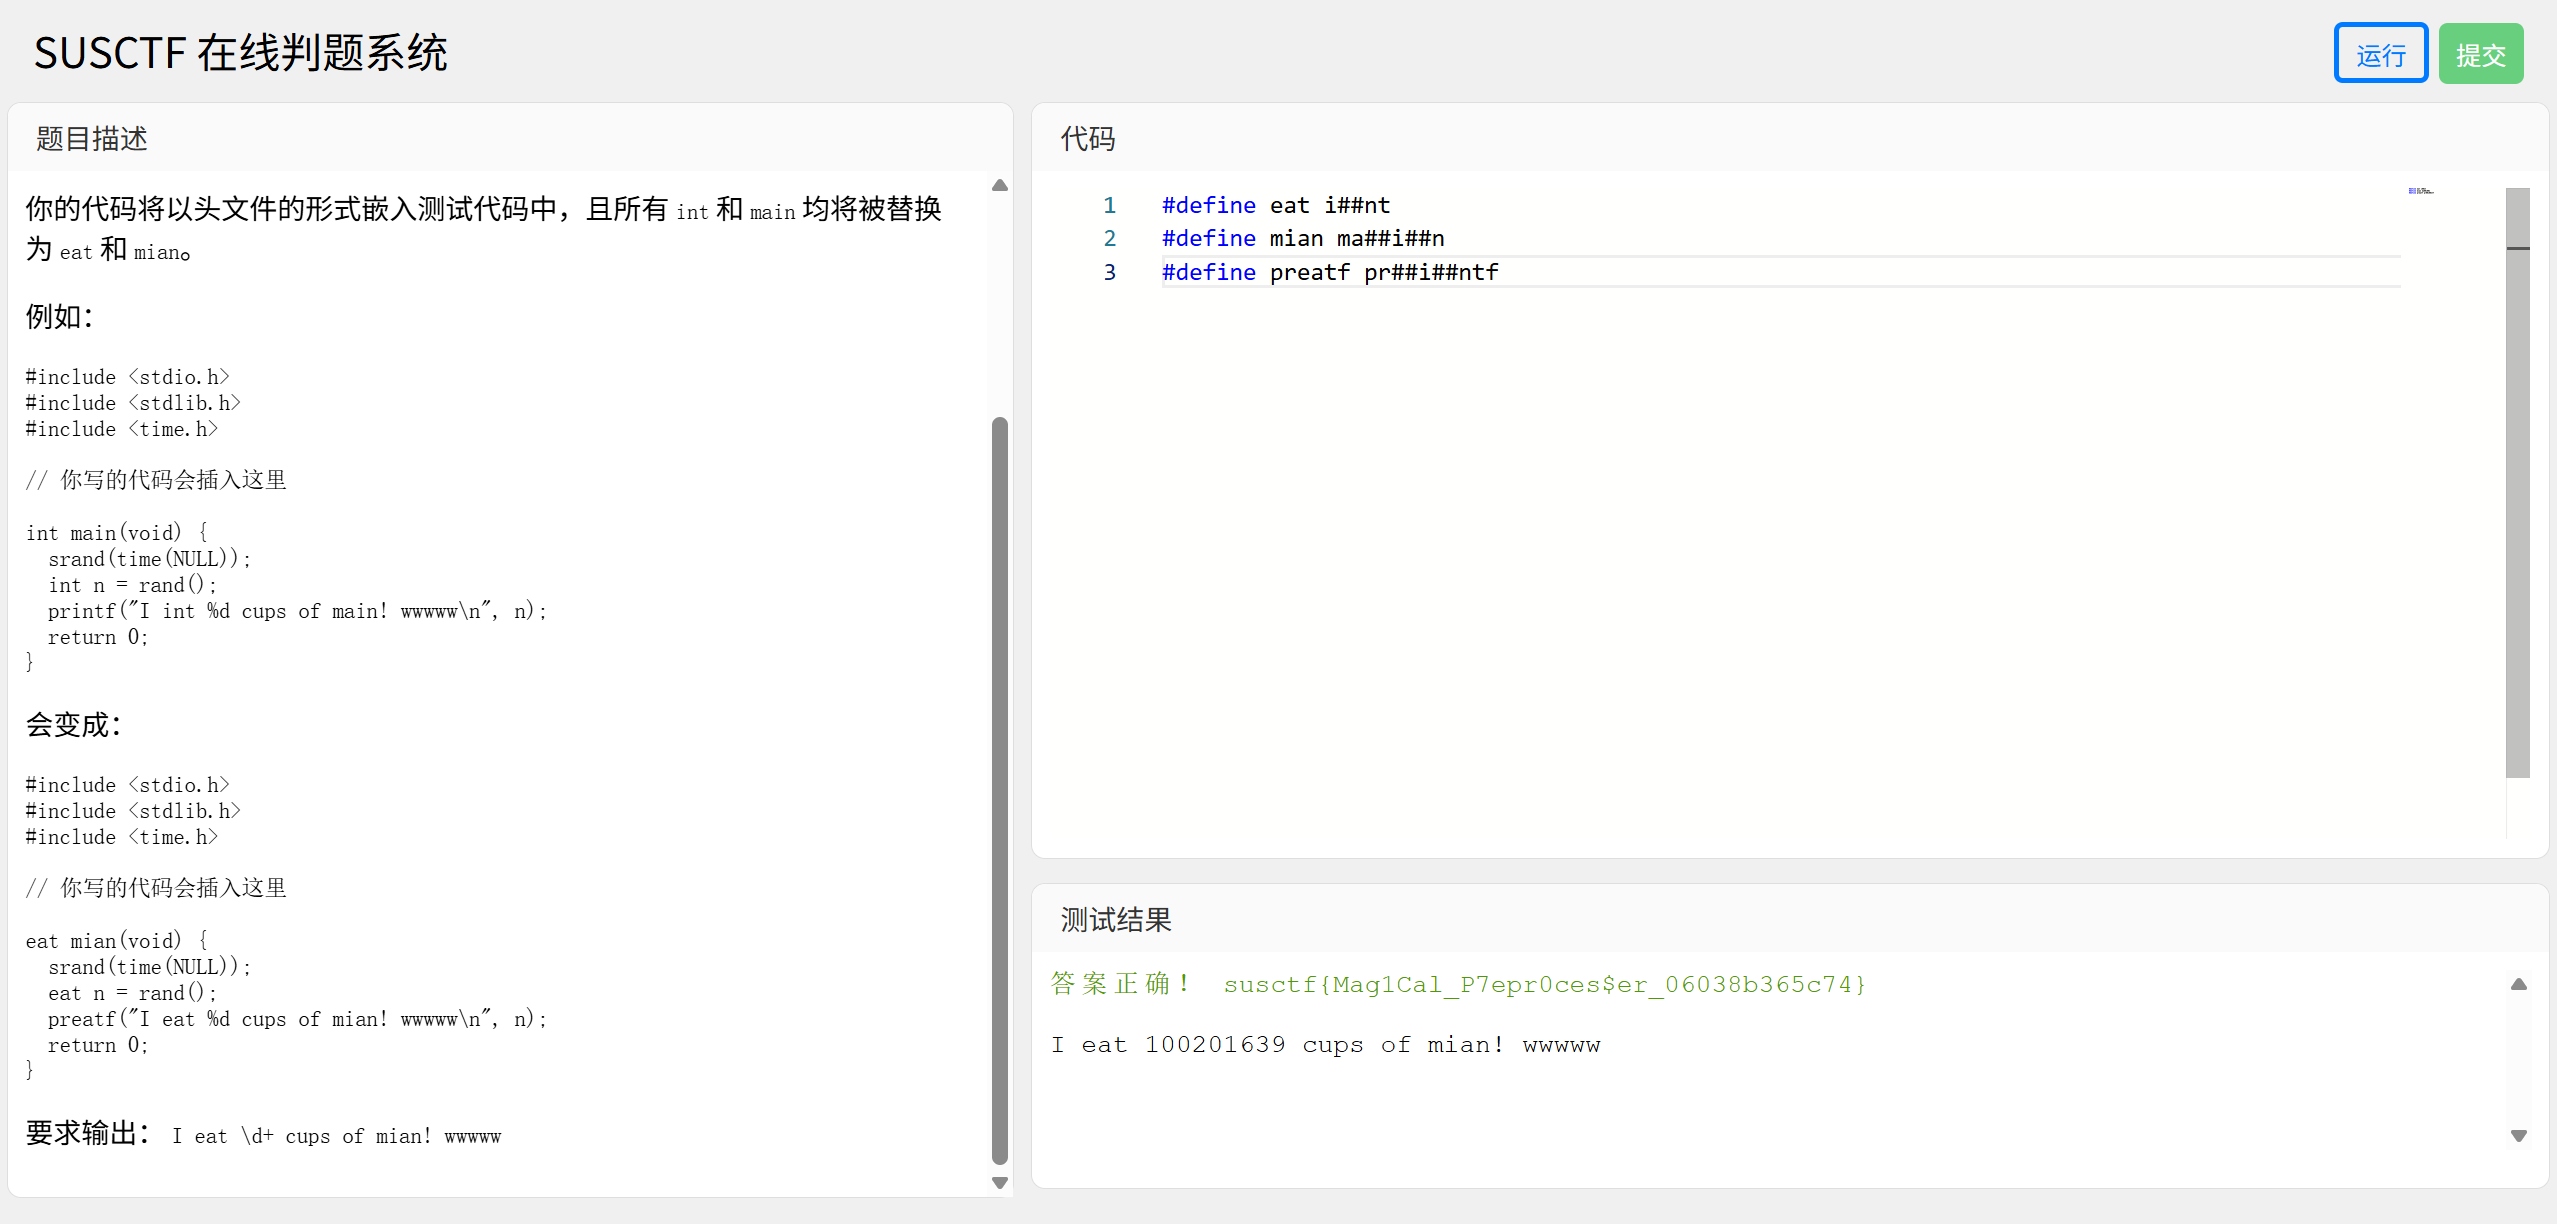 SUSCTF 在线判题系统
运行 提交
题目描述
你的代码将以头文件的形式嵌入测试代码中，且所有 int 和 main 均将被替换
为 eat 和 mian。
例如：
#include <stdio.h>
#include <stdlib.h>
#include <time.h>
// 你写的代码会插入这里
int main(void) {
  srand(time(NULL));
  int n = rand();
  printf("I int %d cups of main! wwwww\n", n);
  return 0;
}
会变成：
#include <stdio.h>
#include <stdlib.h>
#include <time.h>
// 你写的代码会插入这里
eat mian(void) {
  srand(time(NULL));
  eat n = rand();
  preatf("I eat %d cups of mian! wwwww\n", n);
  return 0;
}
要求输出： I eat \d+ cups of mian! wwwww
代码
1 #define eat i##nt
2 #define mian ma##i##n
3 #define preatf pr##i##ntf
测试结果
答案正确！ susctf{Mag1Cal_P7epr0ces$er_06038b365c74}
I eat 100201639 cups of mian! wwwww